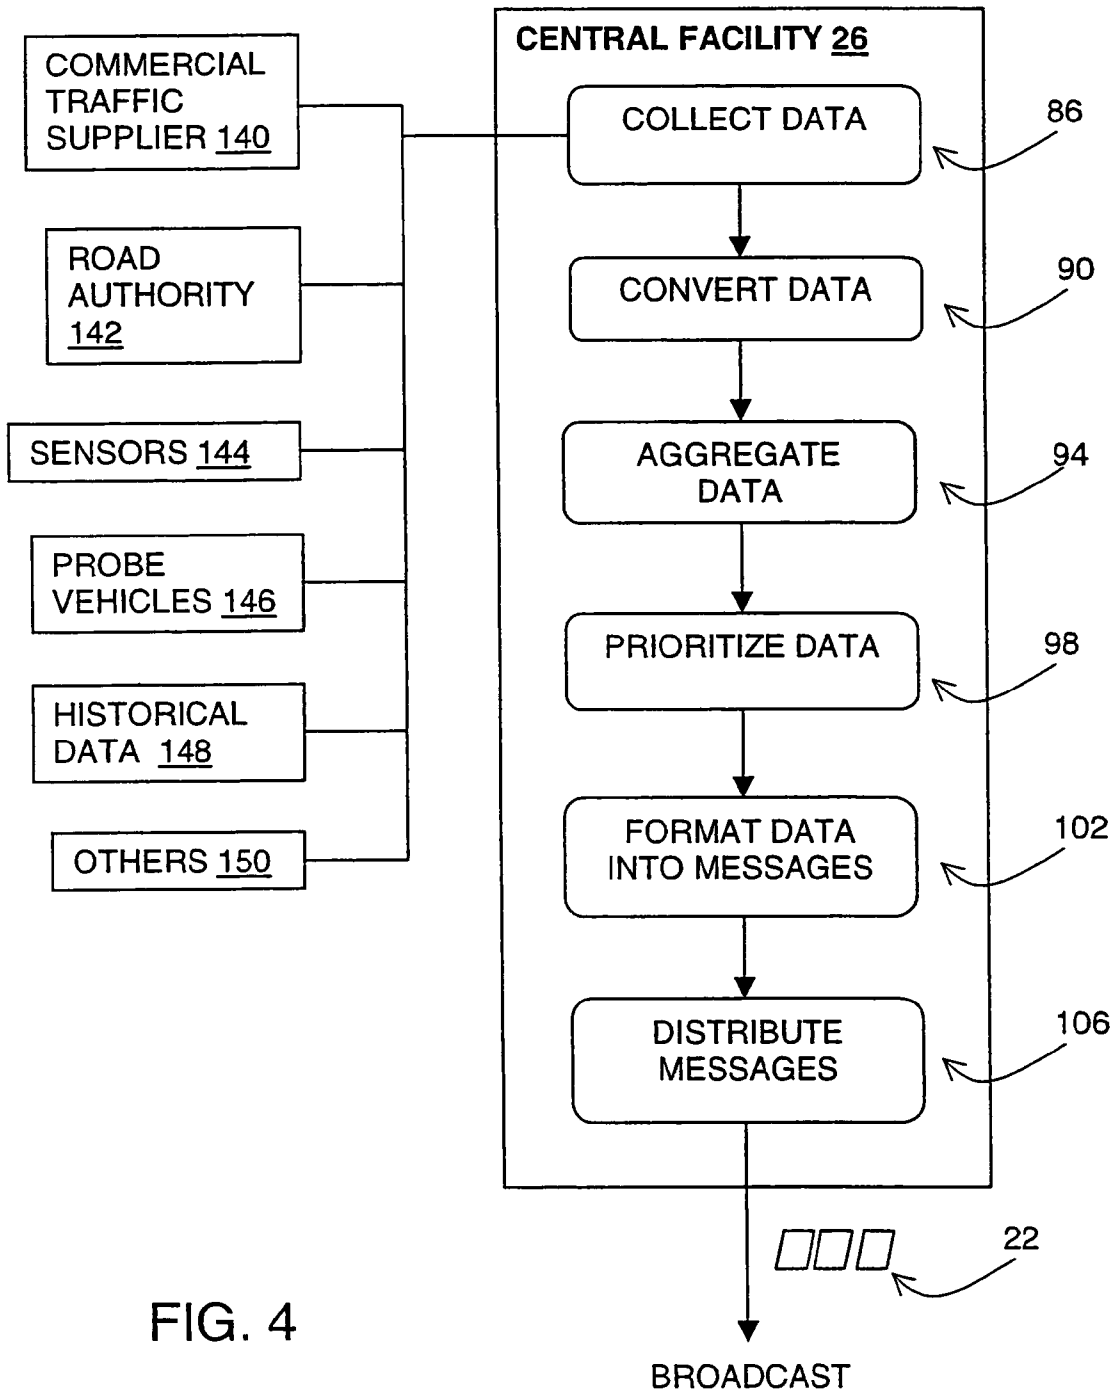 CENTRAL FACILITY 26
COMMERCIAL
TRAFFIC
SUPPLIER 140
ROAD
AUTHORITY
142
SENSORS 144
PROBE
VEHICLES 146
HISTORICAL
DATA 148
OTHERS 150
COLLECT DATA
86
CONVERT DATA
90
AGGREGATE
DATA
94
PRIORITIZE DATA
98
FORMAT DATA
INTO MESSAGES
102
DISTRIBUTE
MESSAGES
106
22
BROADCAST
FIG. 4